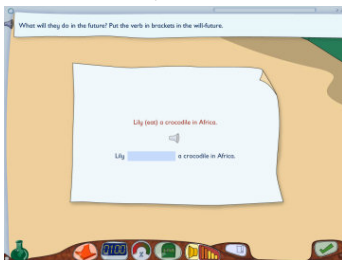 What will they do in the future? Put the verb in brackets in the will-future.
Lily (eat) a crocodile in Africa.
Lily a crocodile in Africa.